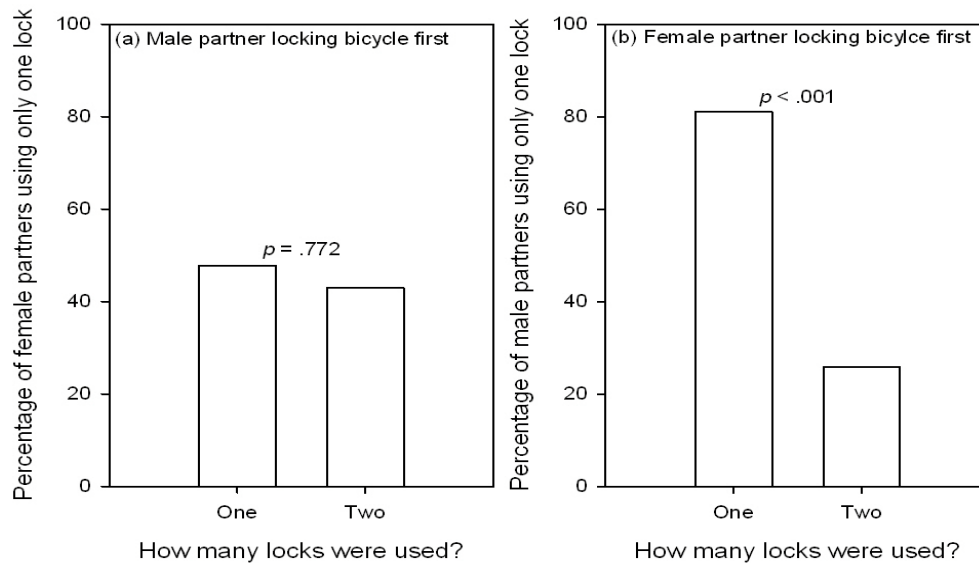 Percentage of female partners using only one lock
100
80
60
40
20
0
(a) Male partner locking bicycle first
p = .772
One Two
How many locks were used?
Percentage of male partners using only one lock
100
80
60
40
20
0
(b) Female partner locking bicylce first
p < .001
One Two
How many locks were used?